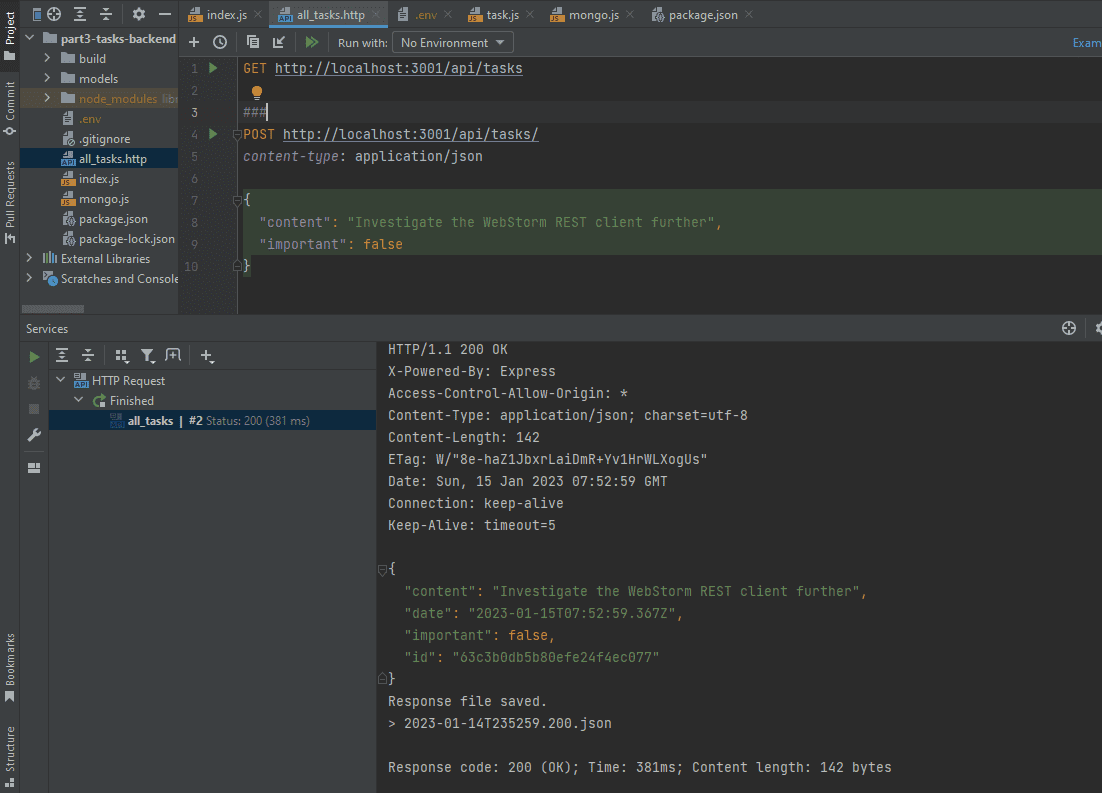 Project
Commit
Pull Requests
Bookmarks
Structure
index.js
all_tasks.http
.env
task.js
mongo.js
package.json
Run with:
No Environment
Exam
part3-tasks-backend
build
models
node_modules libr
.env
.gitignore
all_tasks.http
index.js
mongo.js
package.json
package-lock.json
External Libraries
Scratches and Console
1 GET http://localhost:3001/api/tasks
2
3 ###
4 POST http://localhost:3001/api/tasks/
5 content-type: application/json
6
7 {
8 "content": "Investigate the WebStorm REST client further",
9 "important": false
10 }
Services
HTTP Request
Finished
all_tasks | #2 Status: 200 (381 ms)
HTTP/1.1 200 OK
X-Powered-By: Express
Access-Control-Allow-Origin: *
Content-Type: application/json; charset=utf-8
Content-Length: 142
ETag: W/"8e-haZ1JbxrLaiDmR+Yv1HrWLXogUs"
Date: Sun, 15 Jan 2023 07:52:59 GMT
Connection: keep-alive
Keep-Alive: timeout=5
{
"content": "Investigate the WebStorm REST client further",
"date": "2023-01-15T07:52:59.367Z",
"important": false,
"id": "63c3b0db5b80efe24f4ec077"
}
Response file saved.
> 2023-01-14T235259.200.json
Response code: 200 (OK); Time: 381ms; Content length: 142 bytes